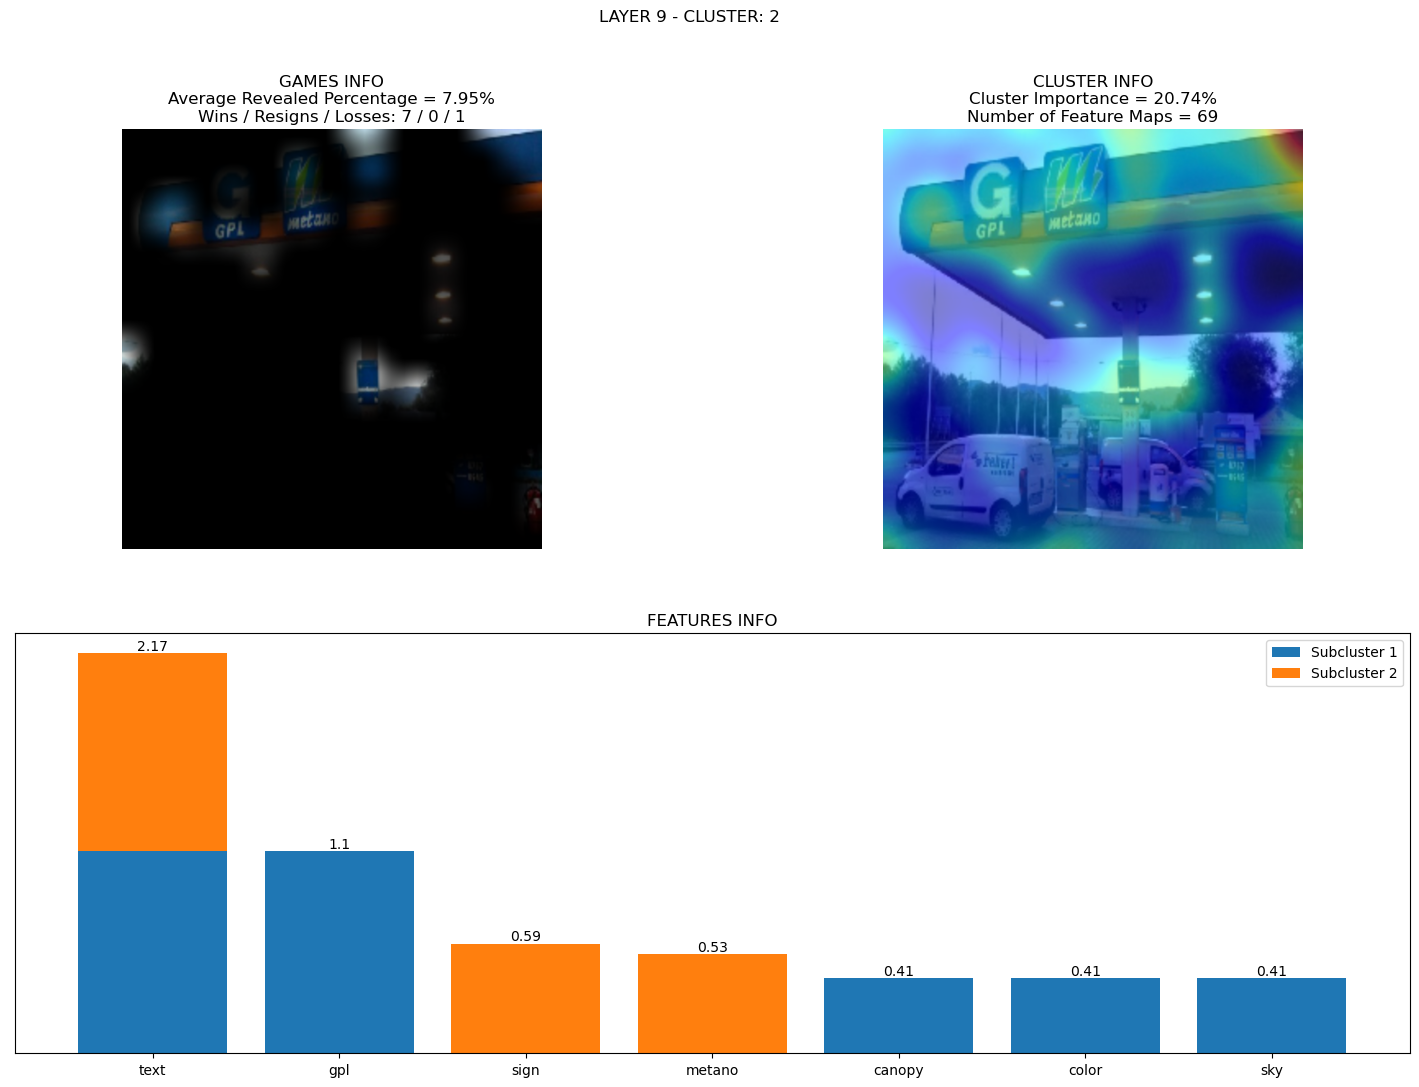 LAYER 9 - CLUSTER: 2
GAMES INFO
Average Revealed Percentage = 7.95%
Wins / Resigns / Losses: 7 / 0 / 1
CLUSTER INFO
Cluster Importance = 20.74%
Number of Feature Maps = 69
G
GPL
metano
G
GPL
metano
FEATURES INFO
Subcluster 1
Subcluster 2
2.17
1.1
0.59
0.53
0.41
0.41
0.41
text
gpl
sign
metano
canopy
color
sky